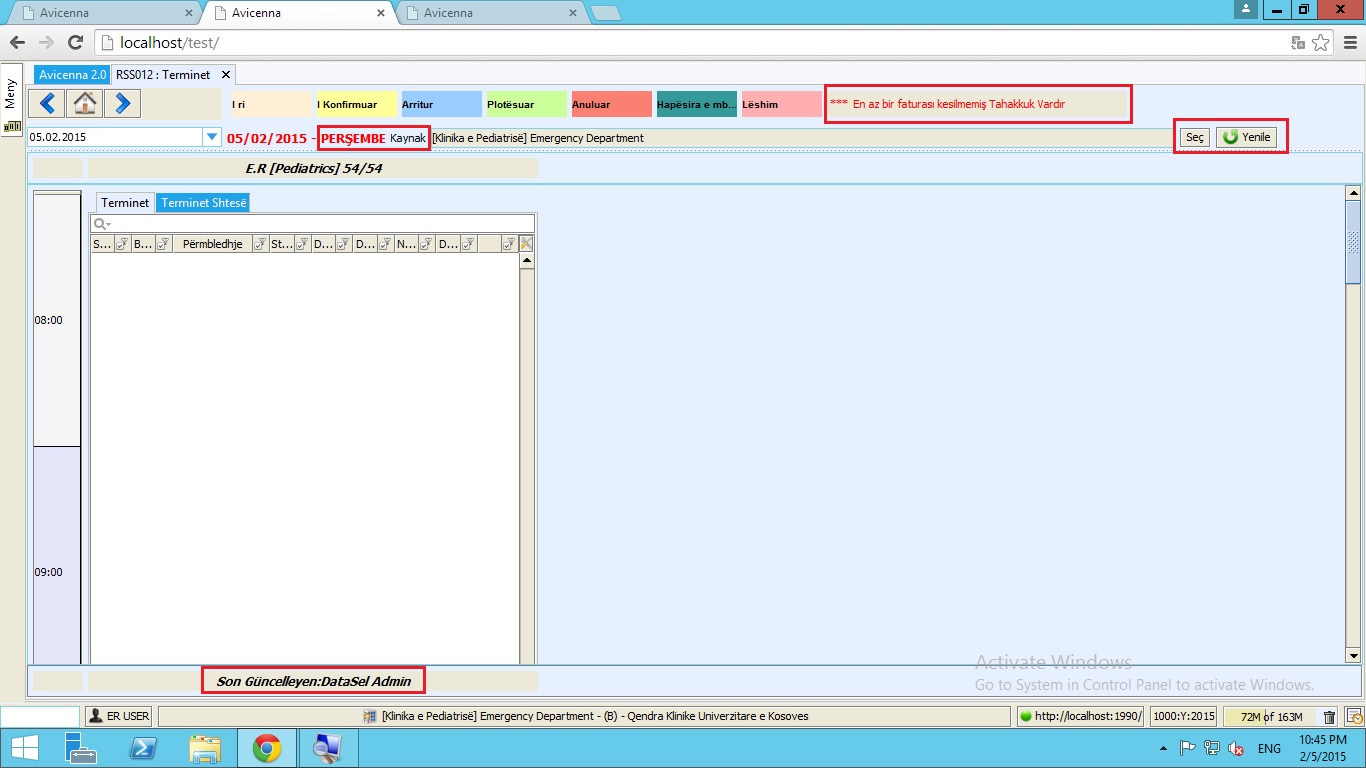 Avicenna Avicenna Avicenna
localhost/test/
Meny
Avicenna 2.0 RSS012 : Terminet
I ri I Konfirmuar Arritur Plotësuar Anuluar Hapësira e mb... Lëshim *** En az bir faturası kesilmemiş Tahakkuk Vardır
05.02.2015 05/02/2015 - PERŞEMBE Kaynak [Klinika e Pediatrisë] Emergency Department Seç Yenile
E.R [Pediatrics] 54/54
Terminet Terminet Shtesë
S... B... Përmbledhje St... D... D... N... D...
08:00
09:00
Activate Windows
Go to System in Control Panel to activate Windows.
Son Güncelleyen:DataSel Admin
ER USER [Klinika e Pediatrisë] Emergency Department - (B) - Qendra Klinike Univerzitare e Kosoves http://localhost:1990/ 1000:Y:2015 72M of 163M
ENG 10:45 PM
2/5/2015